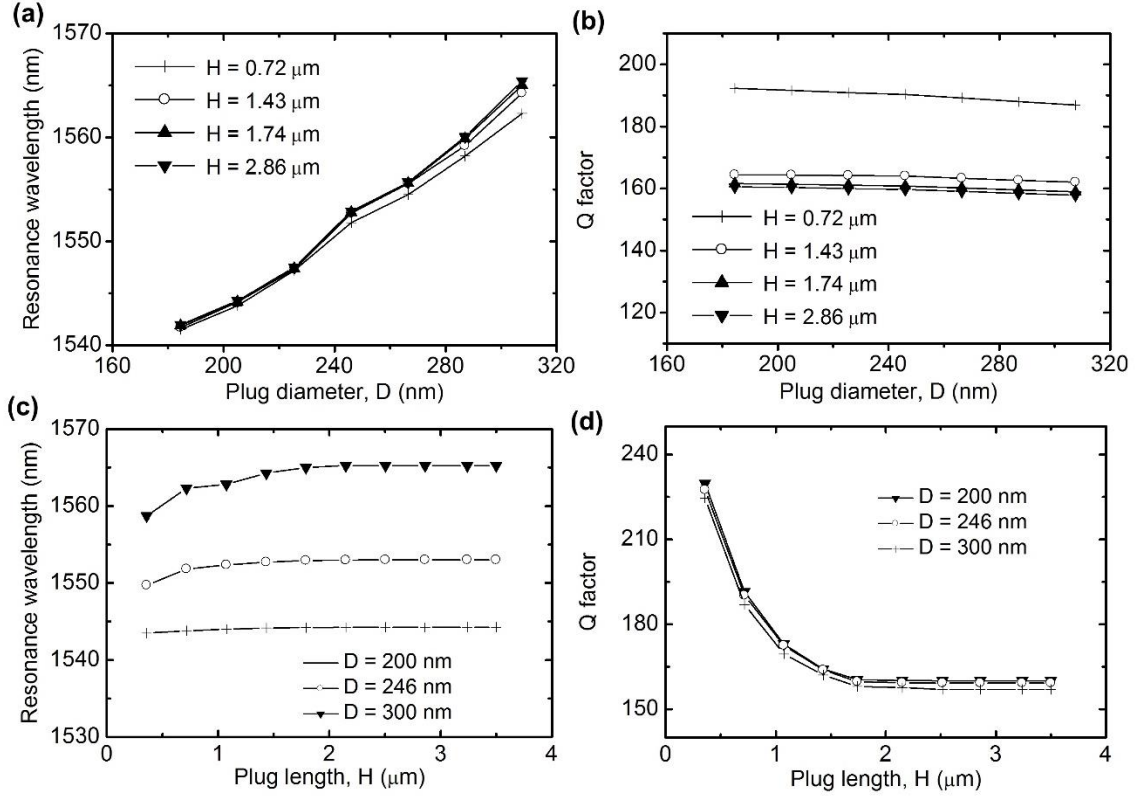 (a)
1570
1560
1550
1540
Resonance wavelength (nm)
H = 0.72 μm
H = 1.43 μm
H = 1.74 μm
H = 2.86 μm
160 200 240 280 320
Plug diameter, D (nm)
(b)
200
180
160
140
120
Q factor
H = 0.72 μm
H = 1.43 μm
H = 1.74 μm
H = 2.86 μm
160 200 240 280 320
Plug diameter, D (nm)
(c)
1570
1560
1550
1540
1530
Resonance wavelength (nm)
D = 200 nm
D = 246 nm
D = 300 nm
0 1 2 3 4
Plug length, H (μm)
(d)
240
210
180
150
Q factor
D = 200 nm
D = 246 nm
D = 300 nm
0 1 2 3 4
Plug length, H (μm)